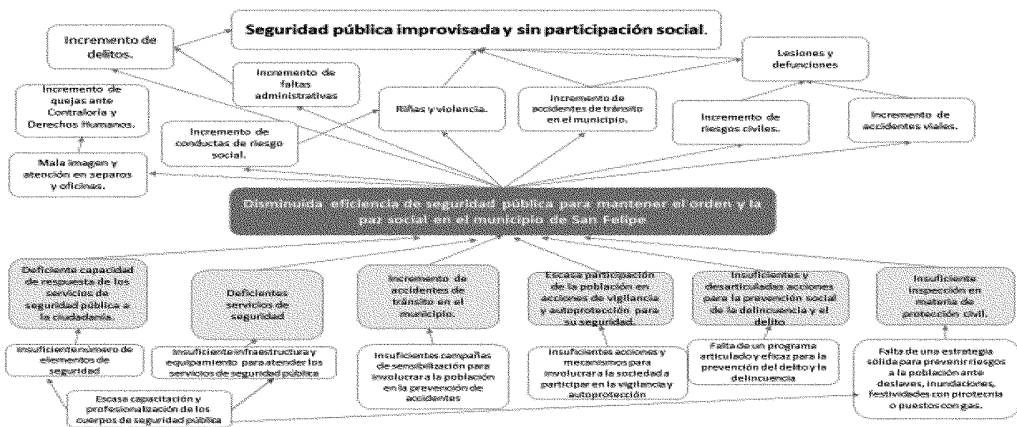 Seguridad pública improvisada y sin participación social.
Incremento de
delitos.
Lesiones y
defunciones
Incremento de
faltas
administrativas
Incremento de
quejas ante
Contraloría y
Derechos Humanos.
Riñas y violencia.
Incremento de
accidentes de tránsito
en el municipio.
Incremento de
riesgos civiles.
Incremento de
accidentes viales.
Incremento de
conductas de riesgo
social.
Mala imagen y
atención en separos
y oficinas.
Disminuida eficiencia de seguridad pública para mantener el orden y la
paz social en el municipio de San Felipe
Deficiente capacidad
de respuesta de los
servicios de
seguridad pública a
la ciudadanía.
Deficientes
servicios de
seguridad
Incremento de
accidentes de
tránsito en el
municipio.
Escasa participación
de la población en
acciones de vigilancia
y autoprotección para
su seguridad.
Insuficientes y
desarticuladas acciones
para la prevención social
de la delincuencia y el
delito
Insuficiente
inspección en
materia de
protección civil.
Insuficiente número de
elementos de
seguridad
Insuficiente infraestructura y
equipamiento para atender los
servicios de seguridad pública
Insuficientes campañas
de sensibilización para
involucrar a la población
en la prevención de
accidentes
Insuficientes acciones y
mecanismos para
involucrar a la sociedad a
participar en la vigilancia y
autoprotección
Falta de un programa
articulado y eficaz para la
prevención del delito y la
delincuencia
Falta de una estrategia
sólida para prevenir riesgos
a la población ante
deslaves, inundaciones,
festividades con pirotecnia
o puestos con gas.
Escasa capacitación y
profesionalización de los
cuerpos de seguridad pública